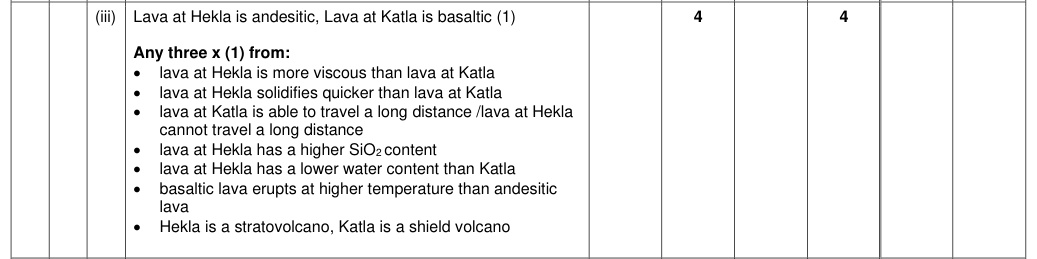 (iii) Lava at Hekla is andesitic, Lava at Katla is basaltic (1) 4 4
Any three x (1) from:
• lava at Hekla is more viscous than lava at Katla
• lava at Hekla solidifies quicker than lava at Katla
• lava at Katla is able to travel a long distance /lava at Hekla
cannot travel a long distance
• lava at Hekla has a higher SiO₂ content
• lava at Hekla has a lower water content than Katla
• basaltic lava erupts at higher temperature than andesitic
lava
• Hekla is a stratovolcano, Katla is a shield volcano